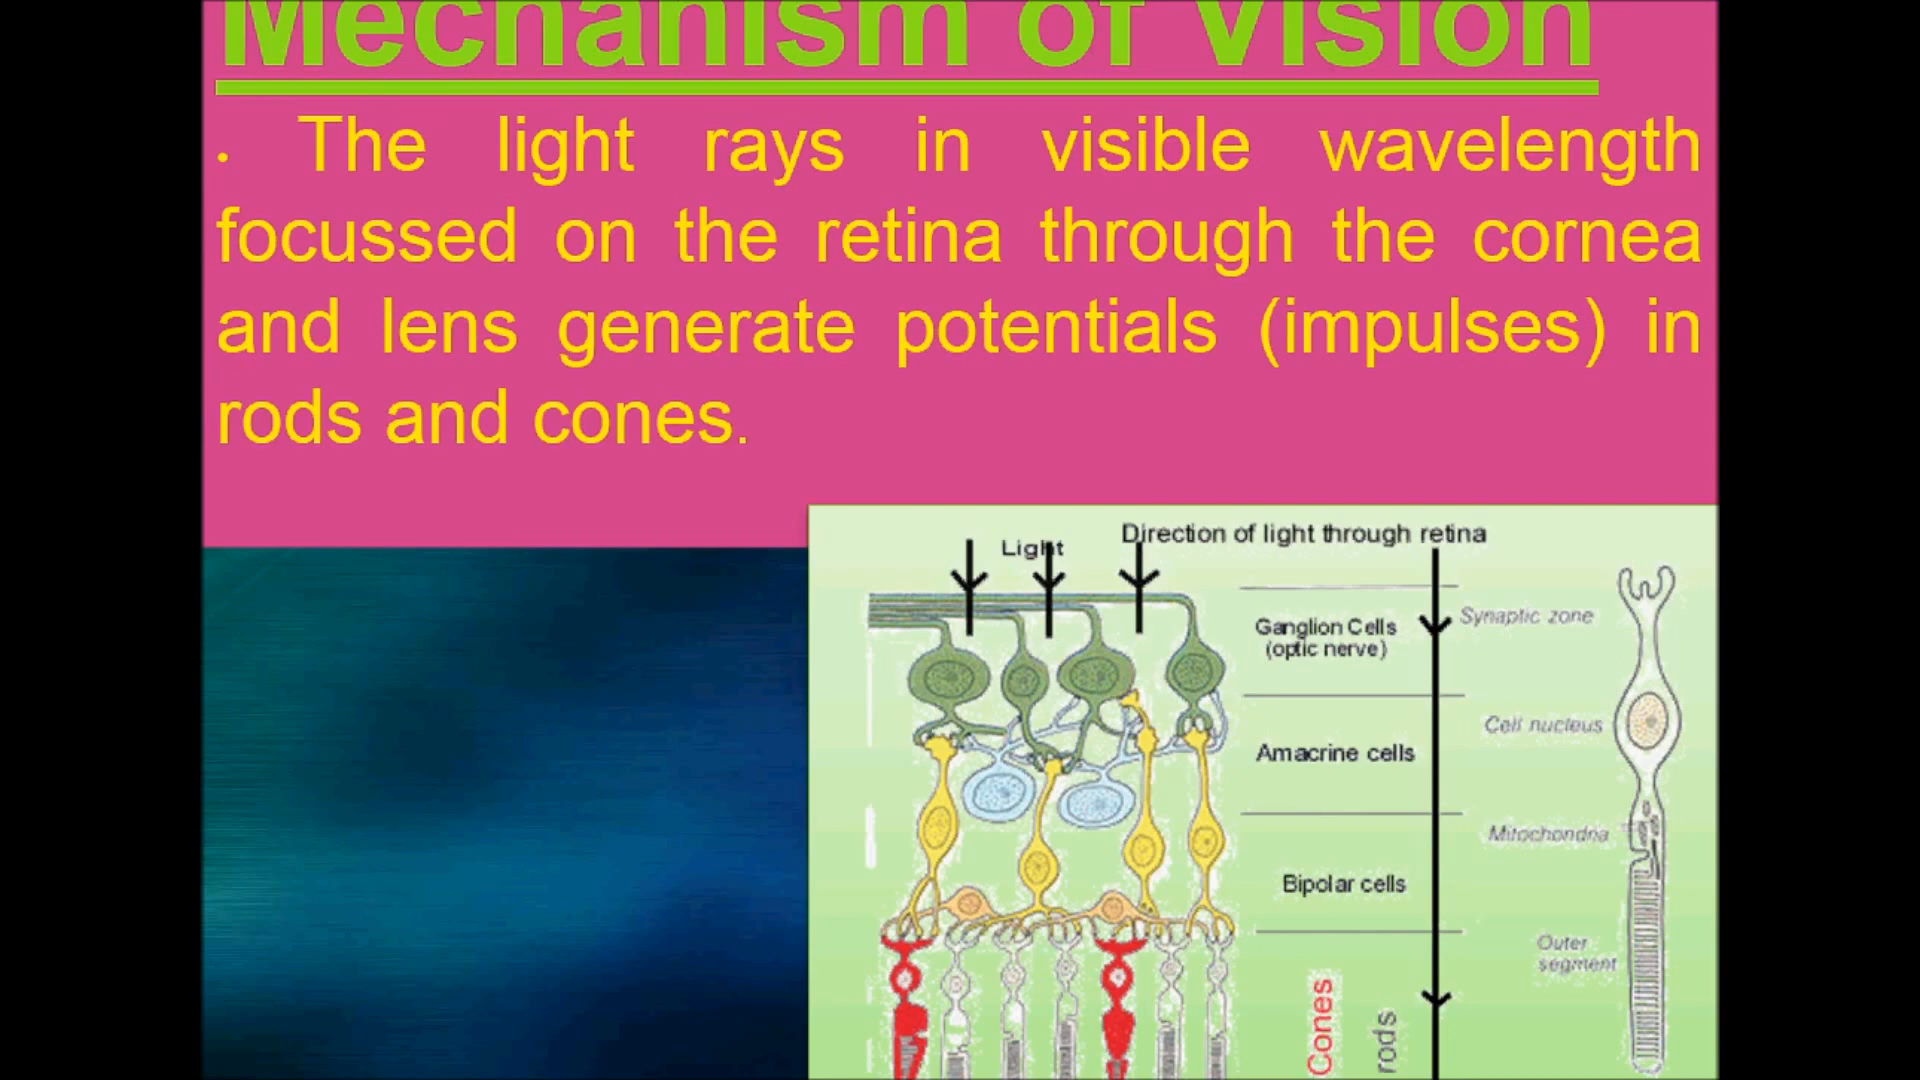 Mechanism of Vision
• The light rays in visible wavelength
focussed on the retina through the cornea
and lens generate potentials (impulses) in
rods and cones.
Light
Direction of light through retina
Ganglion Cells
(optic nerve)
Synaptic zone
Cell nucleus
Amacrine cells
Mitochondria
Bipolar cells
Outer
segment
Cones
rods